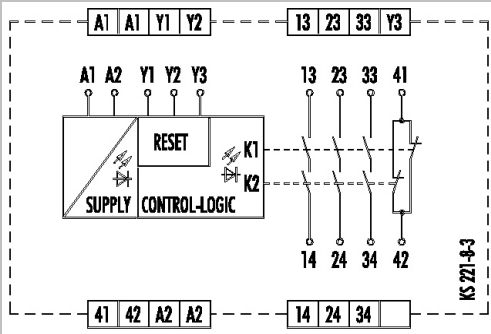 A1 A1 Y1 Y2 13 23 33 Y3
A1 A2 Y1 Y2 Y3 13 23 33 41
RESET
K1
K2
SUPPLY CONTROL-LOGIC
14 24 34 42
KS 221-8-3
41 42 A2 A2 14 24 34